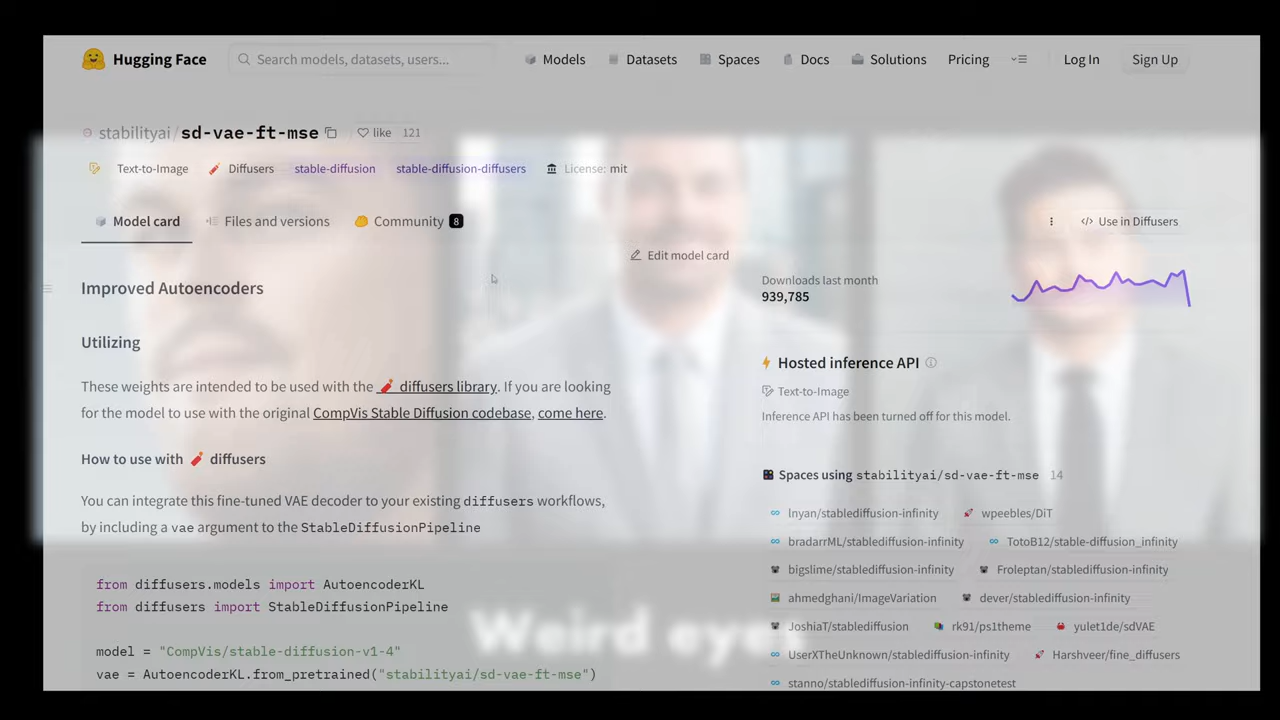 Hugging Face
Search models, datasets, users...
Models
Datasets
Spaces
Docs
Solutions
Pricing
Log In
Sign Up
stabilityai/sd-vae-ft-mse
like 121
Text-to-Image
Diffusers
stable-diffusion
stable-diffusion-diffusers
License: mit
Model card
Files and versions
Community 8
Use in Diffusers
Edit model card
Improved Autoencoders
Utilizing
These weights are intended to be used with the diffusers library. If you are looking
for the model to use with the original CompVis Stable Diffusion codebase, come here.
How to use with diffusers
You can integrate this fine-tuned VAE decoder to your existing diffusers workflows,
by including a vae argument to the StableDiffusionPipeline
from diffusers.models import AutoencoderKL
from diffusers import StableDiffusionPipeline
model = "CompVis/stable-diffusion-v1-4"
vae = AutoencoderKL.from_pretrained("stabilityai/sd-vae-ft-mse")
Downloads last month
939,785
Hosted inference API
Text-to-Image
Inference API has been turned off for this model.
Spaces using stabilityai/sd-vae-ft-mse 14
lnyan/stablediffusion-infinity
wpeebles/DiT
bradarrML/stablediffusion-infinity
TotoB12/stable-diffusion_infinity
bigslime/stablediffusion-infinity
Froleptan/stablediffusion-infinity
ahmedghani/ImageVariation
dever/stablediffusion-infinity
JoshiaT/stablediffusion
rk91/ps1theme
yulet1de/sdVAE
UserXTheUnknown/stablediffusion-infinity
Harshveer/fine_diffusers
stanno/stablediffusion-infinity-capstonetest
Weird eyes